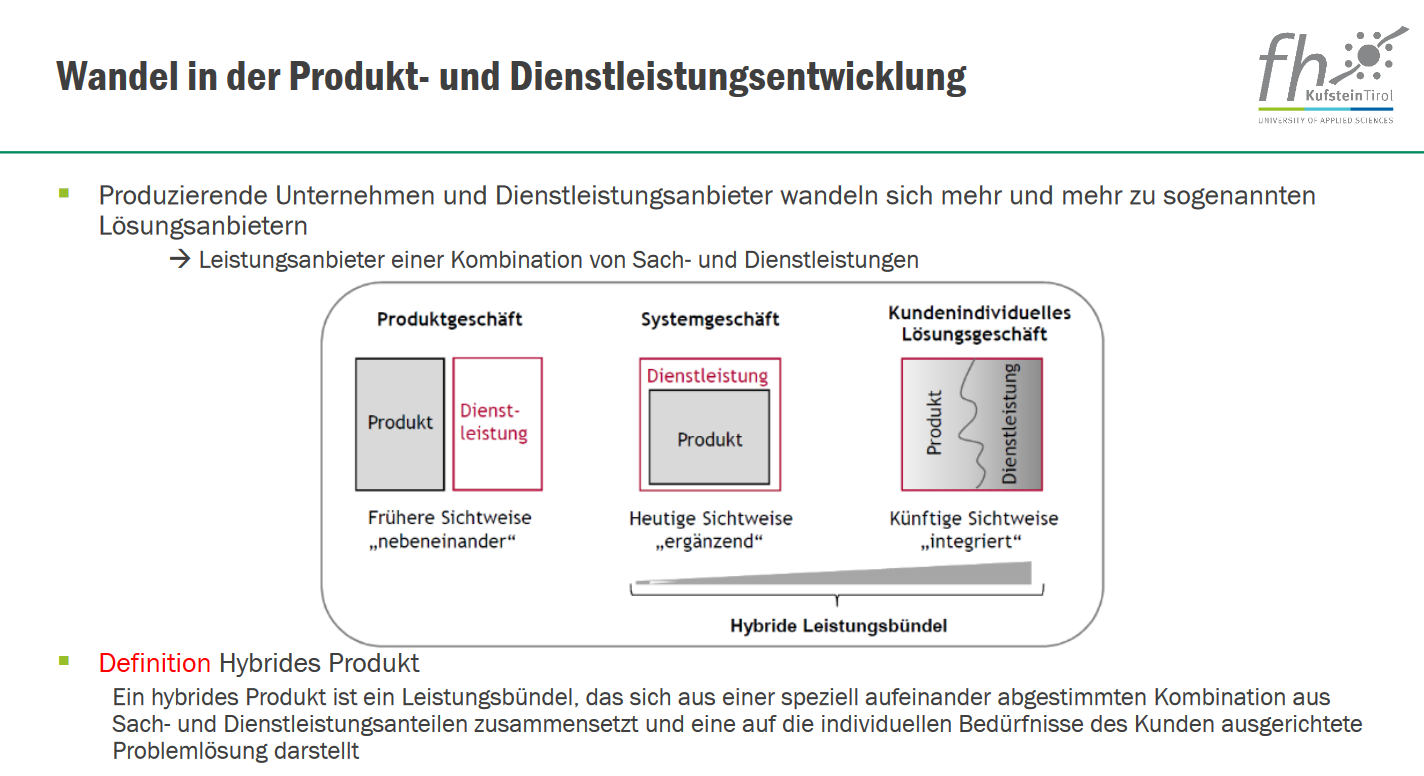 Wandel in der Produkt- und Dienstleistungsentwicklung
fh
KufsteinTirol
UNIVERSITY OF APPLIED SCIENCES
Produzierende Unternehmen und Dienstleistungsanbieter wandeln sich mehr und mehr zu sogenannten
Lösungsanbietern
→ Leistungsanbieter einer Kombination von Sach- und Dienstleistungen
Produktgeschäft
Produkt
Dienst-
leistung
Frühere Sichtweise
„nebeneinander“
Systemgeschäft
Dienstleistung
Produkt
Heutige Sichtweise
„ergänzend“
Kundenindividuelles
Lösungsgeschäft
Produkt
Dienstleistung
Künftige Sichtweise
„integriert“
Hybride Leistungsbündel
Definition Hybrides Produkt
Ein hybrides Produkt ist ein Leistungsbündel, das sich aus einer speziell aufeinander abgestimmten Kombination aus
Sach- und Dienstleistungsanteilen zusammensetzt und eine auf die individuellen Bedürfnisse des Kunden ausgerichtete
Problemlösung darstellt